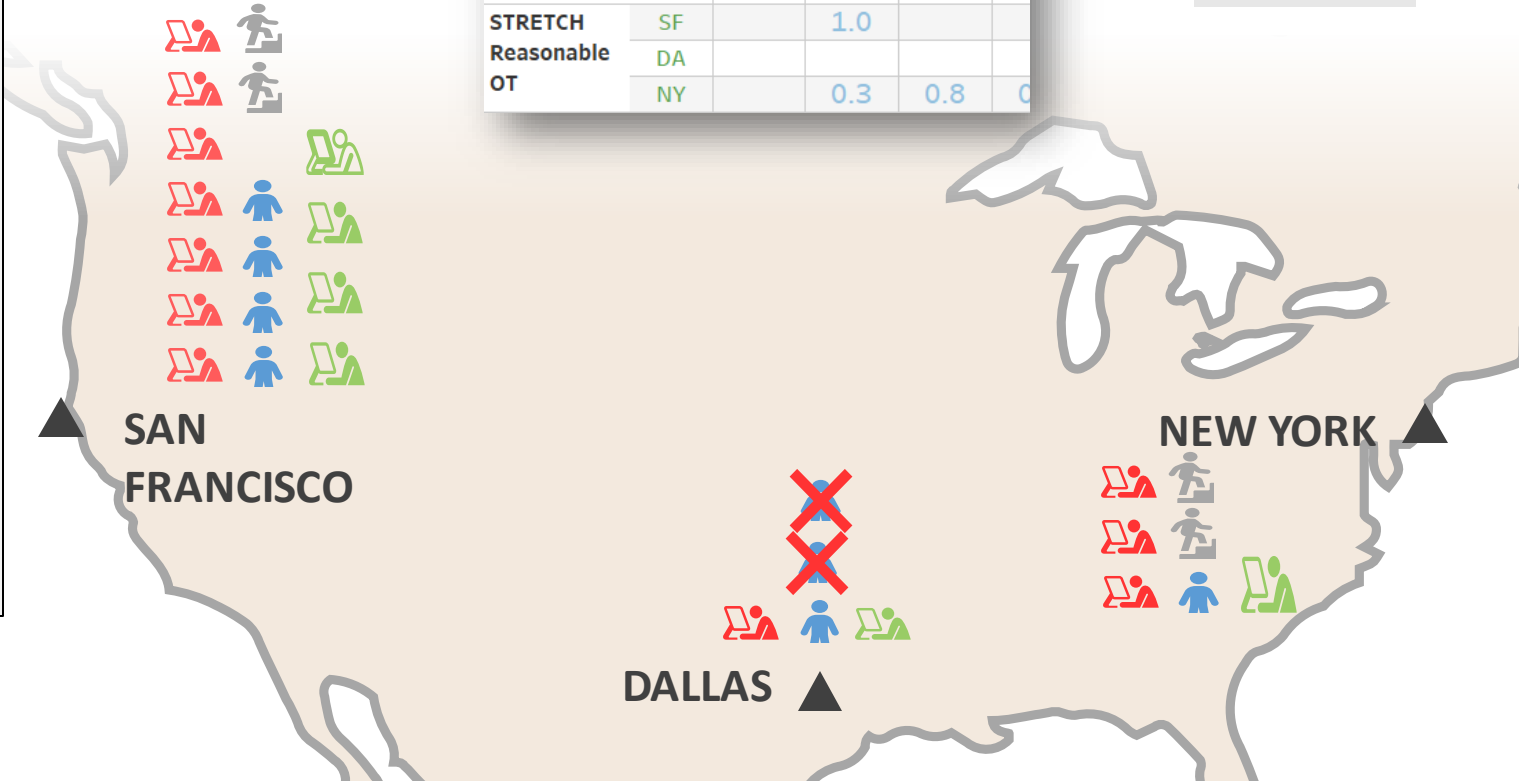 STRETCH SF 1.0
Reasonable DA
OT NY 0.3 0.8
SAN
FRANCISCO
NEW YORK
DALLAS